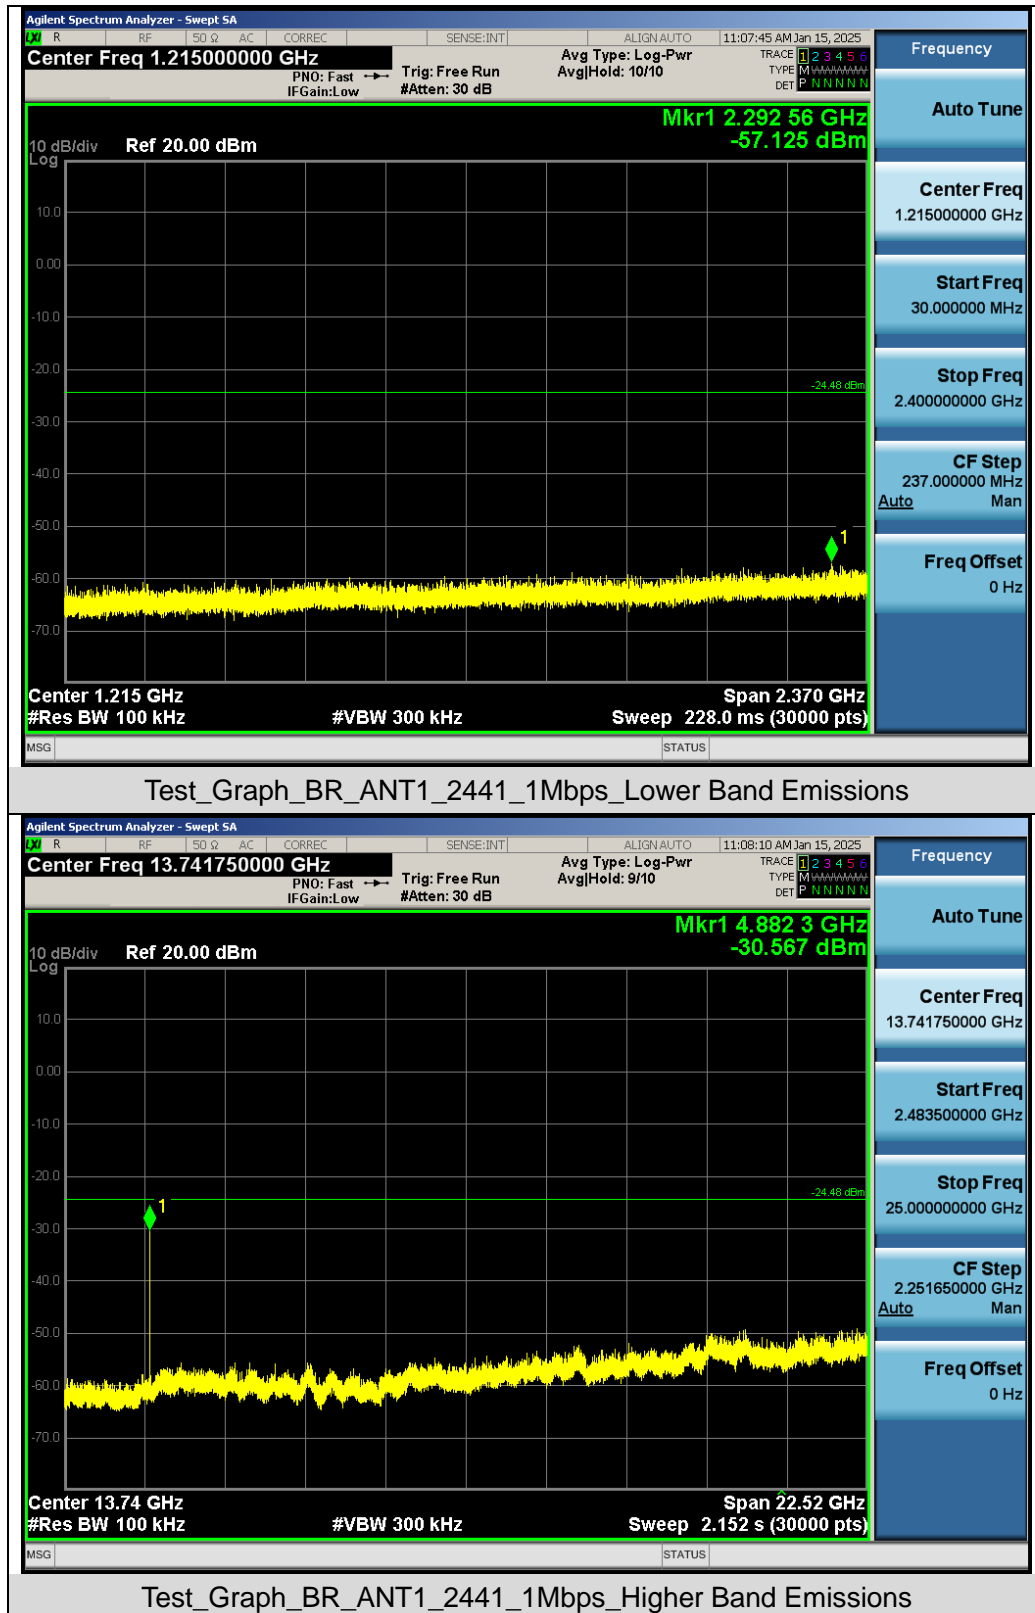 Agilent Spectrum Analyzer - Swept SA
LXI R RF 50 Ω AC CORREC SENSE:INT ALIGN AUTO 11:07:45 AM Jan 15, 2025
Center Freq 1.215000000 GHz
PNO: Fast
IFGain:Low
Trig: Free Run
#Atten: 30 dB
Avg Type: Log-Pwr
Avg|Hold: 10/10
TRACE 1 2 3 4 5 6
TYPE M
DET P N N N N N
Mkr1 2.292 56 GHz
-57.125 dBm
10 dB/div
Log
Ref 20.00 dBm
10.0
0.00
-10.0
-20.0
-24.48 dBm
-30.0
-40.0
-50.0
1
-60.0
-70.0
Center 1.215 GHz
Span 2.370 GHz
#Res BW 100 kHz
#VBW 300 kHz
Sweep 228.0 ms (30000 pts)
MSG
STATUS
Frequency
Auto Tune
Center Freq
1.215000000 GHz
Start Freq
30.000000 MHz
Stop Freq
2.400000000 GHz
CF Step
237.000000 MHz
Auto Man
Freq Offset
0 Hz
Test_Graph_BR_ANT1_2441_1Mbps_Lower Band Emissions
Agilent Spectrum Analyzer - Swept SA
LXI R RF 50 Ω AC CORREC SENSE:INT ALIGN AUTO 11:08:10 AM Jan 15, 2025
Center Freq 13.741750000 GHz
PNO: Fast
IFGain:Low
Trig: Free Run
#Atten: 30 dB
Avg Type: Log-Pwr
Avg|Hold: 9/10
TRACE 1 2 3 4 5 6
TYPE M
DET P N N N N N
Mkr1 4.882 3 GHz
-30.567 dBm
10 dB/div
Log
Ref 20.00 dBm
10.0
0.00
-10.0
-20.0
-24.48 dBm
1
-30.0
-40.0
-50.0
-60.0
-70.0
Center 13.74 GHz
Span 22.52 GHz
#Res BW 100 kHz
#VBW 300 kHz
Sweep 2.152 s (30000 pts)
MSG
STATUS
Frequency
Auto Tune
Center Freq
13.741750000 GHz
Start Freq
2.483500000 GHz
Stop Freq
25.000000000 GHz
CF Step
2.251650000 GHz
Auto Man
Freq Offset
0 Hz
Test_Graph_BR_ANT1_2441_1Mbps_Higher Band Emissions